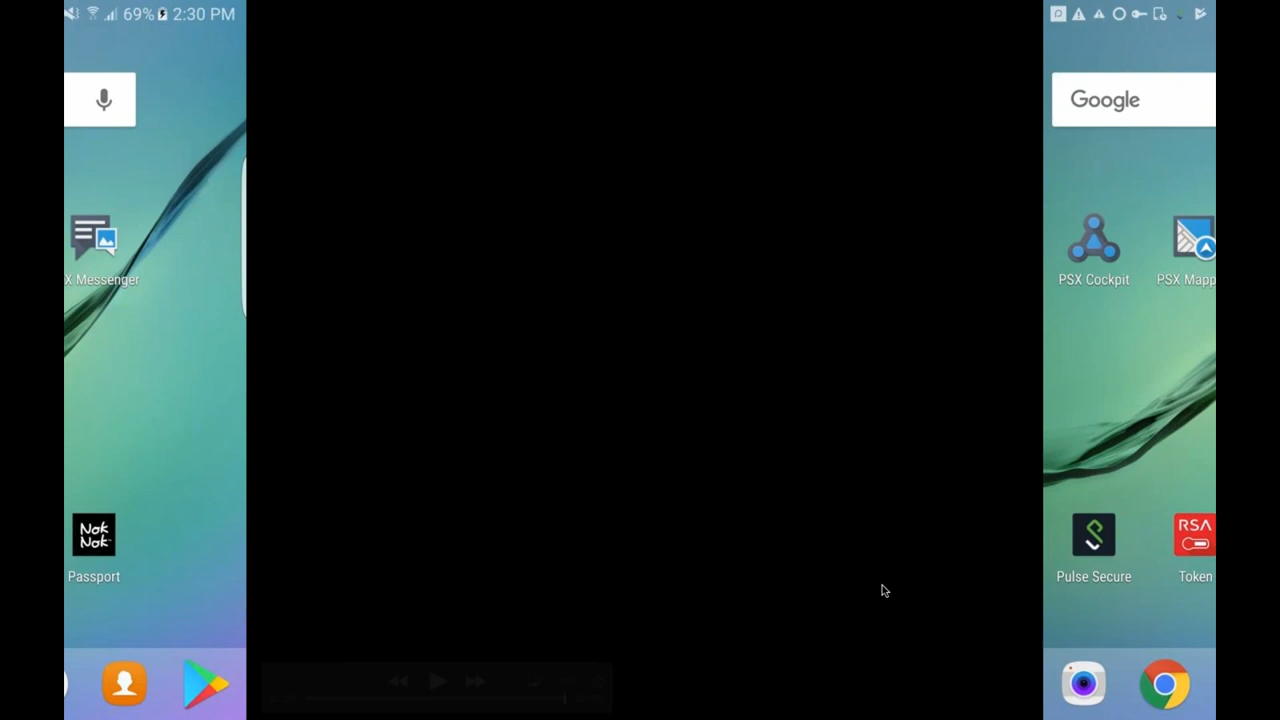 69% 2:30 PM
Google
X Messenger
PSX Cockpit
PSX Mapp
Nok
Nok
RSA
Passport
Pulse Secure
Token